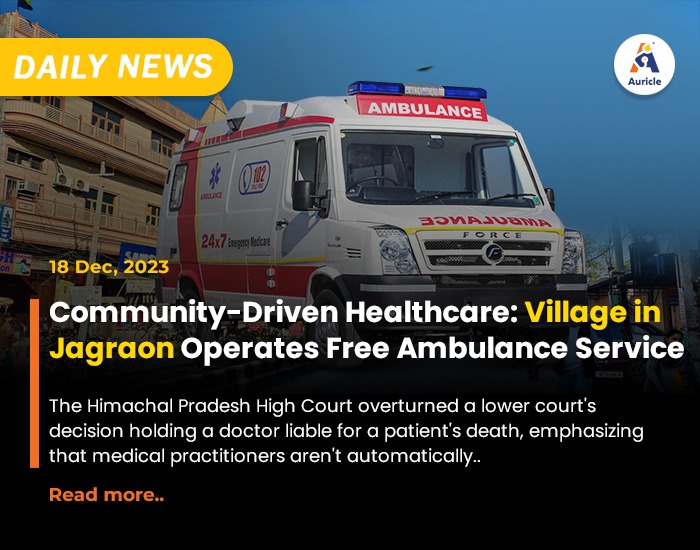 DAILY NEWS
Auricle
AMBULANCE
102
AMBULANCE
24x7 Emergency Medicare
AMBULANCE
FORCE
18 Dec, 2023
Community-Driven Healthcare: Village in
Jagraon Operates Free Ambulance Service
The Himachal Pradesh High Court overturned a lower court's
decision holding a doctor liable for a patient's death, emphasizing
that medical practitioners aren't automatically..
Read more..